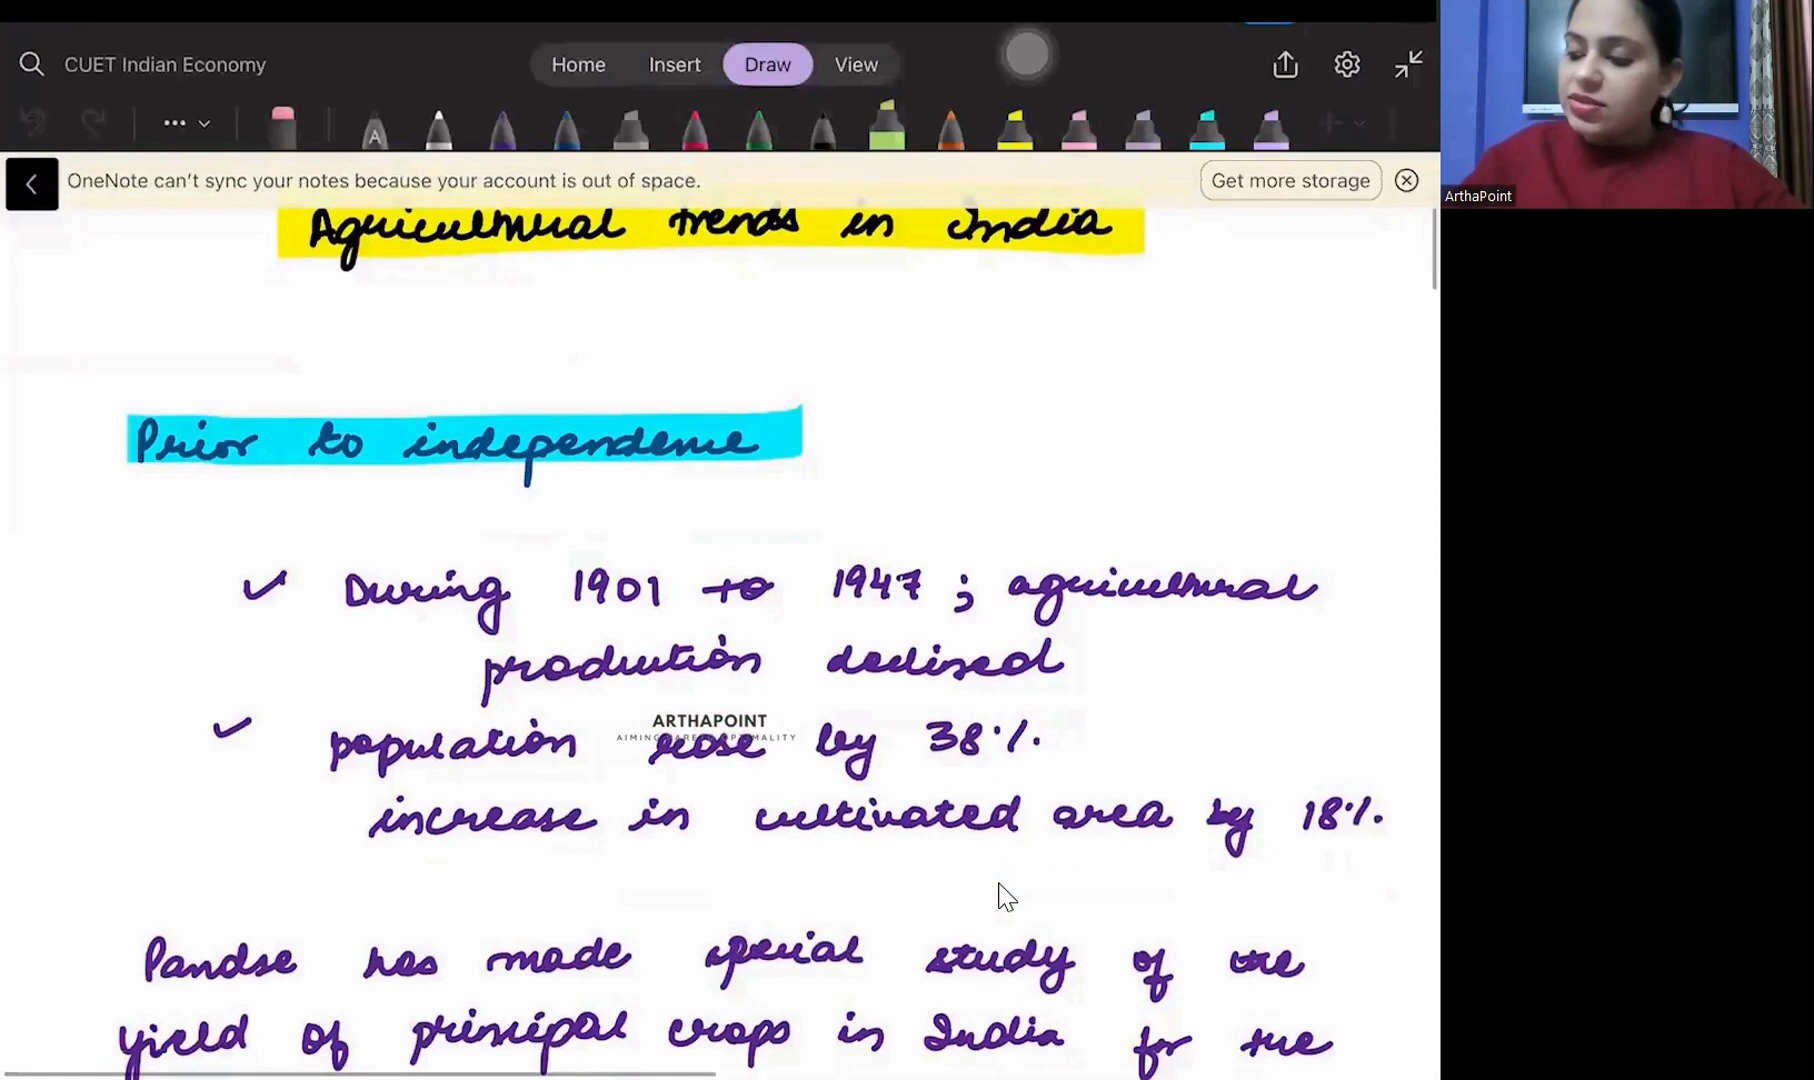 CUET Indian Economy
Home Insert Draw View
A
OneNote can't sync your notes because your account is out of space.
Get more storage
ArthaPoint
Agricultural trends in India
Prior to independence
✓ During 1901 to 1947 ; agricultural
production declined
✓ population rose by 38%.
ARTHAPOINT
increase in cultivated area by 18%.
Pandse has made special study of the
yield of principal crops in India for the